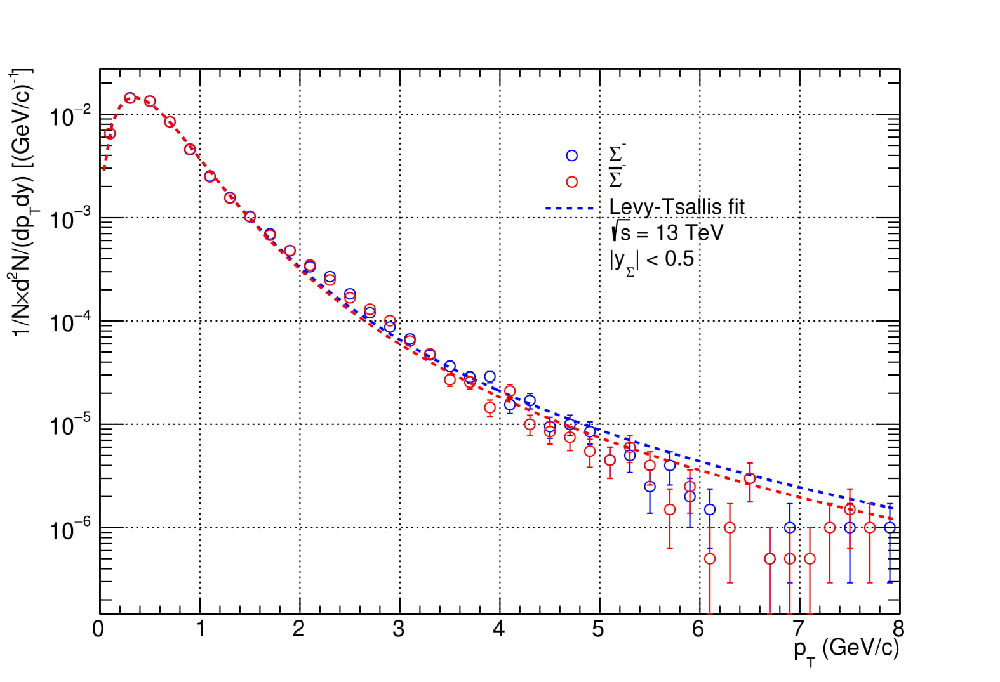 1/N×d²N/(dp_T dy) [(GeV/c)⁻¹]
10⁻²
10⁻³
10⁻⁴
10⁻⁵
10⁻⁶
Σ⁻
Σ̅⁻
Levy-Tsallis fit
√s = 13 TeV
|y_Σ| < 0.5
0 1 2 3 4 5 6 7 8
p_T (GeV/c)